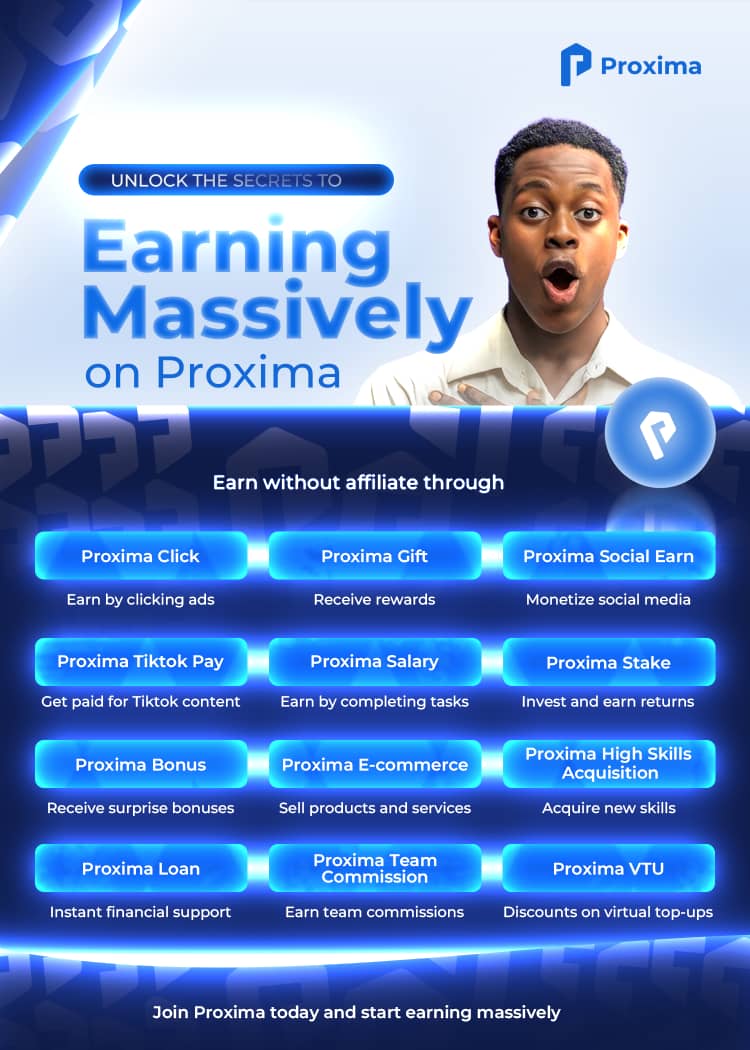 Proxima
UNLOCK THE SECRETS TO
Earning
Massively
on Proxima
Earn without affiliate through
Proxima Click
Earn by clicking ads
Proxima Gift
Receive rewards
Proxima Social Earn
Monetize social media
Proxima Tiktok Pay
Get paid for Tiktok content
Proxima Salary
Earn by completing tasks
Proxima Stake
Invest and earn returns
Proxima Bonus
Receive surprise bonuses
Proxima E-commerce
Sell products and services
Proxima High Skills
Acquisition
Acquire new skills
Proxima Loan
Instant financial support
Proxima Team
Commission
Earn team commissions
Proxima VTU
Discounts on virtual top-ups
Join Proxima today and start earning massively